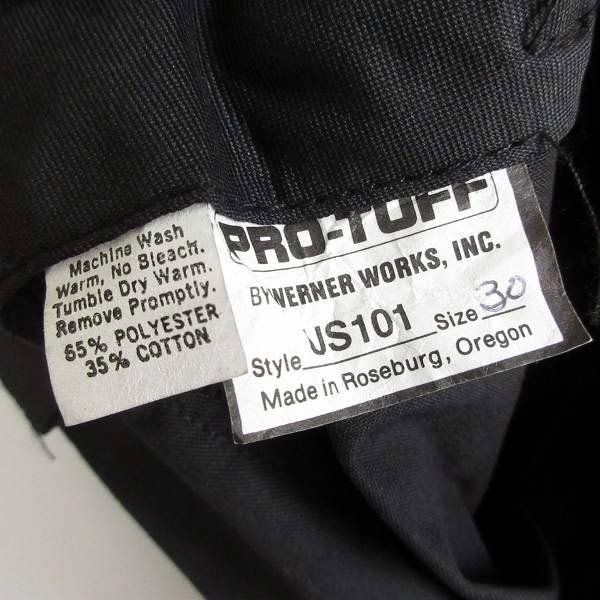 Machine Wash
Warm, No Bleach.
Tumble Dry Warm.
Remove Promptly.
65% POLYESTER
35% COTTON
PRO-TUFF
BY WERNER WORKS, INC.
Style US101 Size 30
Made in Roseburg, Oregon